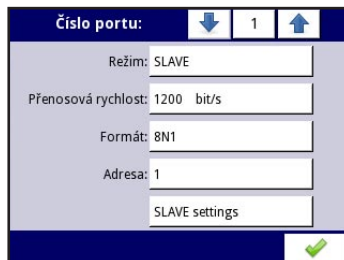 Číslo portu: 1
Režim: SLAVE
Přenosová rychlost: 1200 bit/s
Formát: 8N1
Adresa: 1
SLAVE settings